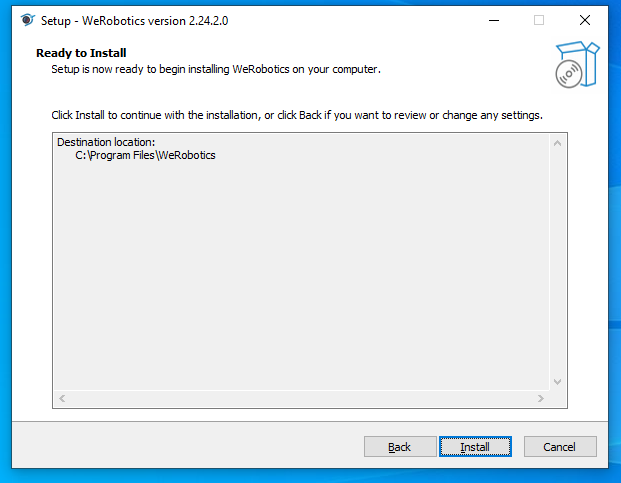 Setup - WeRobotics version 2.24.2.0
Ready to Install
Setup is now ready to begin installing WeRobotics on your computer.
Click Install to continue with the installation, or click Back if you want to review or change any settings.
Destination location:
C:\Program Files\WeRobotics
Back
Install
Cancel